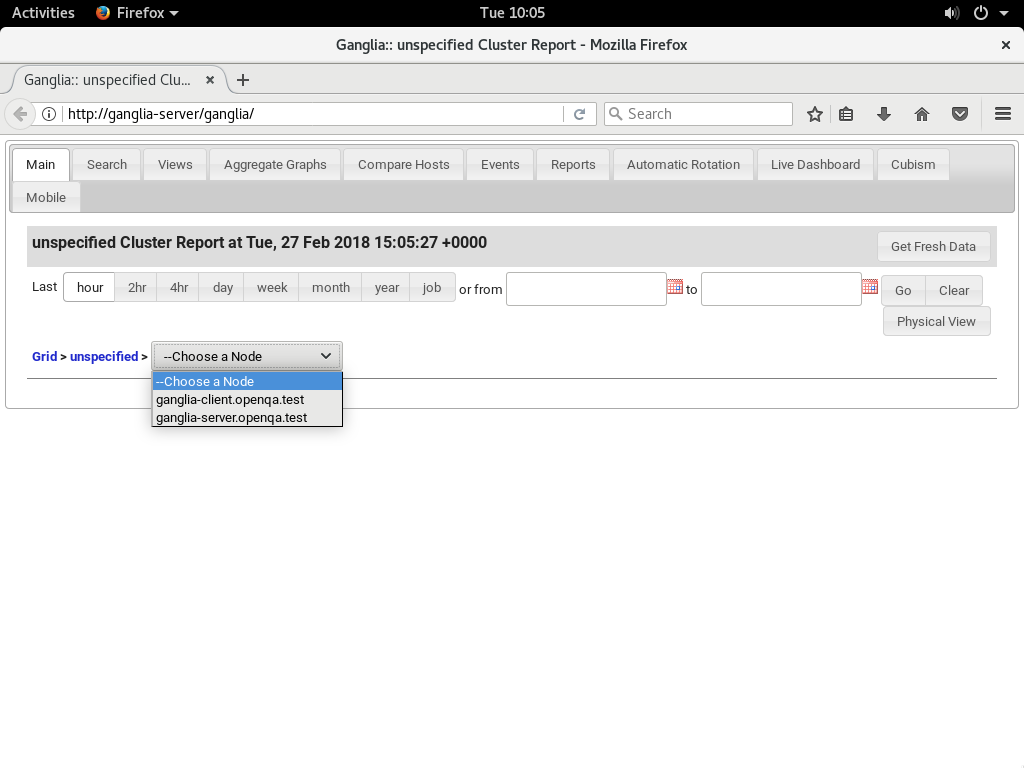 Activities Firefox Tue 10:05
Ganglia:: unspecified Cluster Report - Mozilla Firefox
Ganglia:: unspecified Clu...
http://ganglia-server/ganglia/ Search
Main Search Views Aggregate Graphs Compare Hosts Events Reports Automatic Rotation Live Dashboard Cubism
Mobile
unspecified Cluster Report at Tue, 27 Feb 2018 15:05:27 +0000 Get Fresh Data
Last hour 2hr 4hr day week month year job or from to Go Clear
Physical View
Grid > unspecified > --Choose a Node
--Choose a Node
ganglia-client.openqa.test
ganglia-server.openqa.test